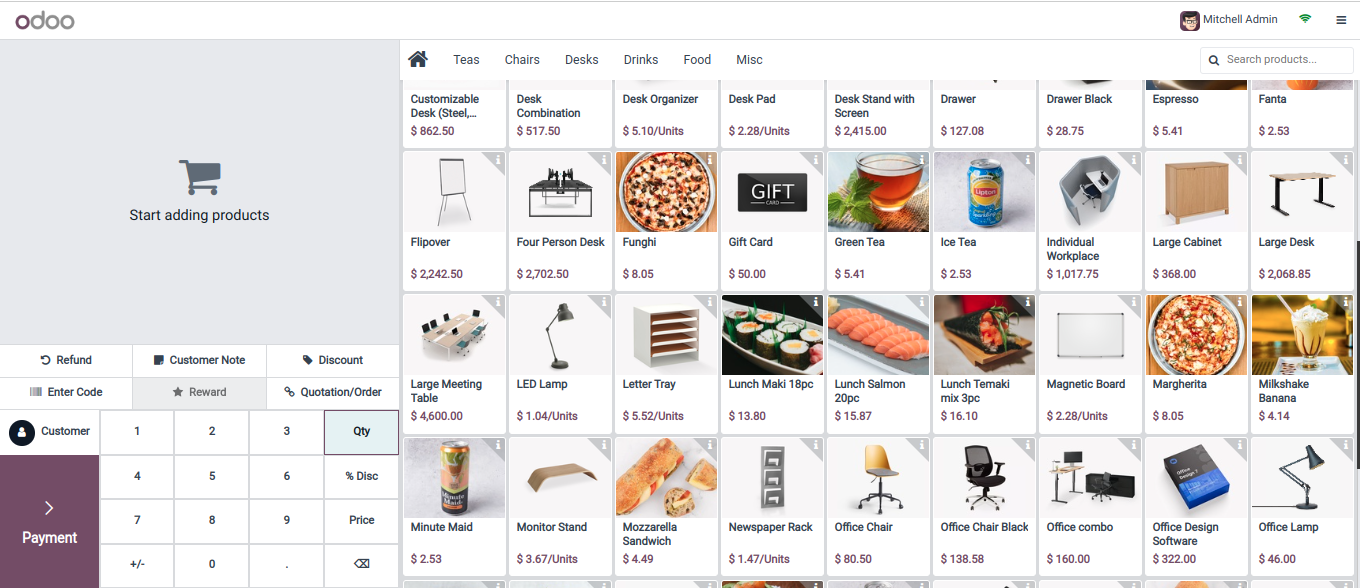 odoo
Mitchell Admin
Teas Chairs Desks Drinks Food Misc
Search products...
Start adding products
Refund Customer Note Discount
Enter Code Reward Quotation/Order
Customer 1 2 3 Qty
4 5 6 % Disc
7 8 9 Price
Payment
+/- 0 .
Customizable Desk Desk Organizer Desk Pad Desk Stand with Drawer Drawer Black Espresso Fanta
Desk (Steel,... Combination Screen
$ 862.50 $ 517.50 $ 5.10/Units $ 2.28/Units $ 2,415.00 $ 127.08 $ 28.75 $ 5.41 $ 2.53
GIFT
CARD
Lipton
Flipover Four Person Desk Funghi Gift Card Green Tea Ice Tea Individual Large Cabinet Large Desk
Workplace
$ 2,242.50 $ 2,702.50 $ 8.05 $ 50.00 $ 5.41 $ 2.53 $ 1,017.75 $ 368.00 $ 2,068.85
Large Meeting LED Lamp Letter Tray Lunch Maki 18pc Lunch Salmon Lunch Temaki Magnetic Board Margherita Milkshake
Table 20pc mix 3pc Banana
$ 4,600.00 $ 1.04/Units $ 5.52/Units $ 13.80 $ 15.87 $ 16.10 $ 2.28/Units $ 8.05 $ 4.14
Minute
Maid
Office
Design
Software
Minute Maid Monitor Stand Mozzarella Newspaper Rack Office Chair Office Chair Black Office combo Office Design Office Lamp
Sandwich Software
$ 2.53 $ 3.67/Units $ 4.49 $ 1.47/Units $ 80.50 $ 138.58 $ 160.00 $ 322.00 $ 46.00